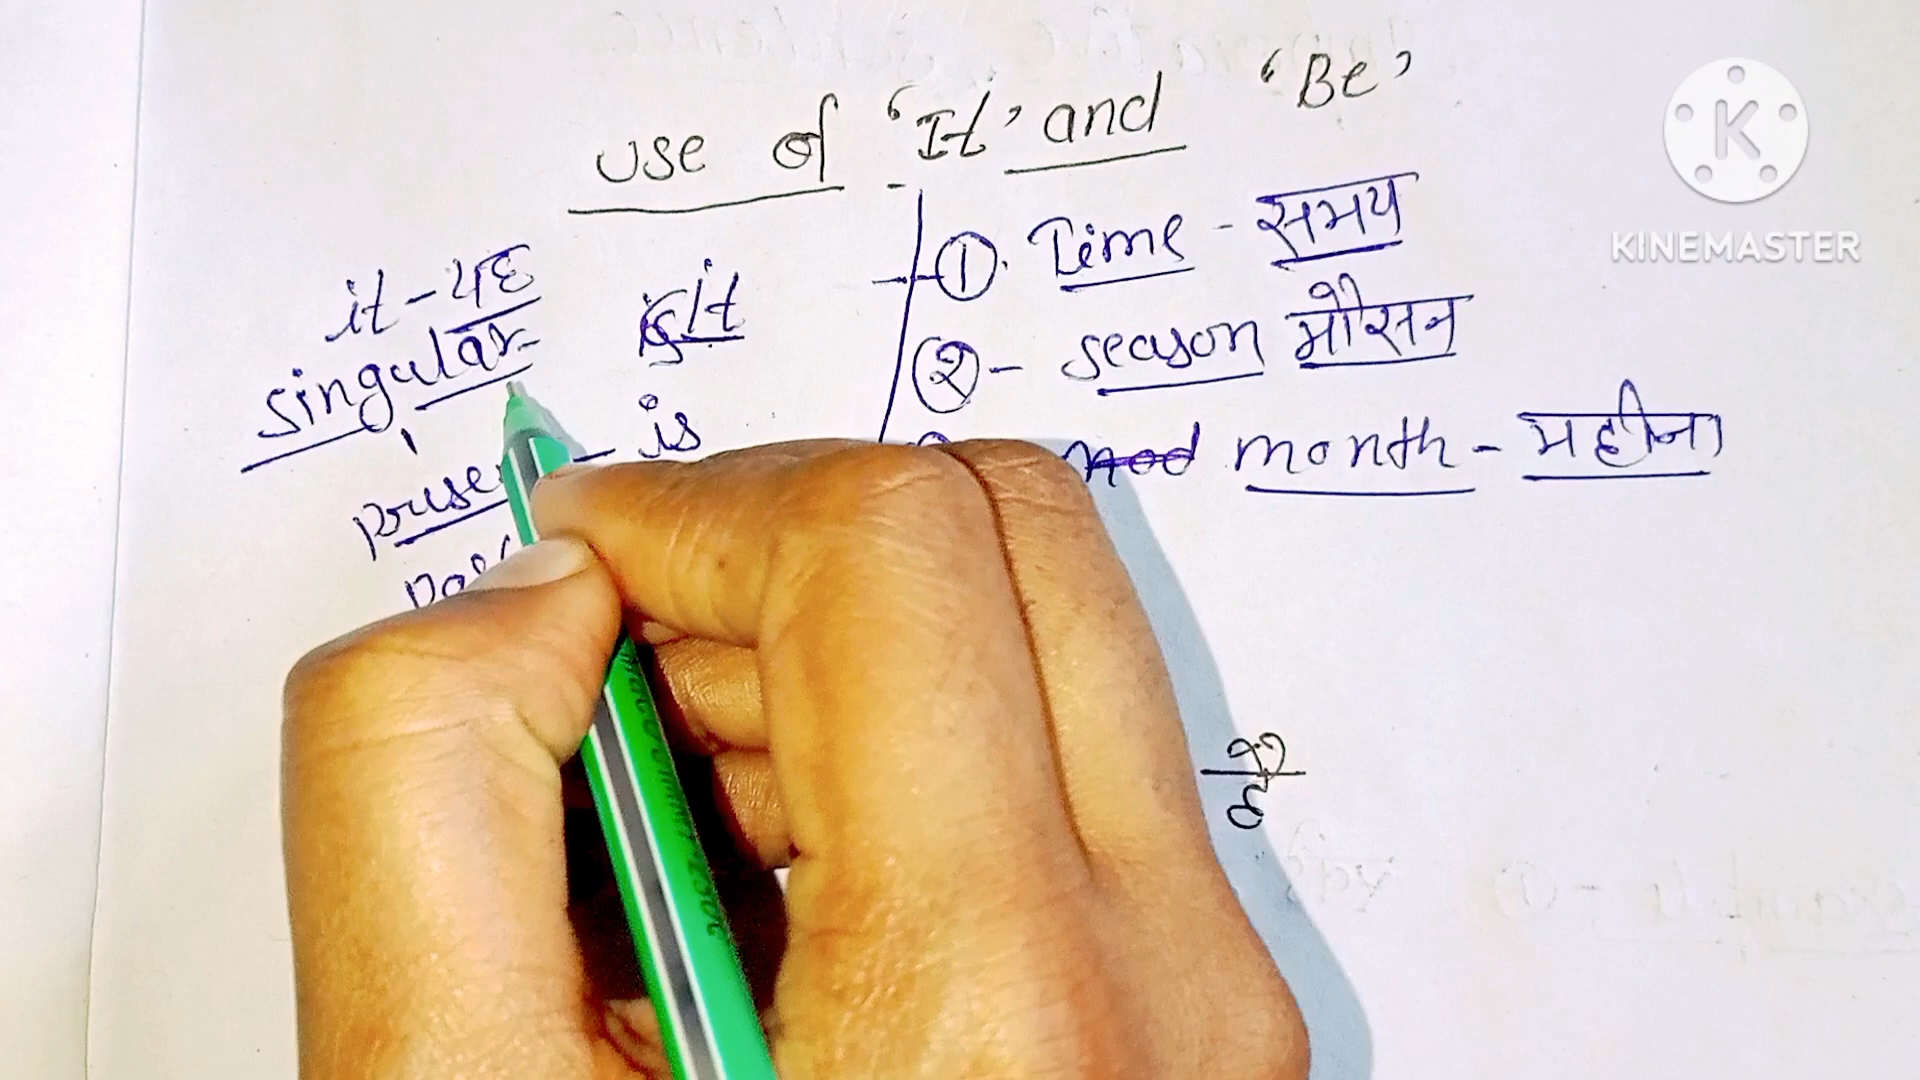 use of 'It' and 'Be'
it - यह
singular -
It
is
① Time - समय
② - season मौसम
month - महीना
KINEMASTER